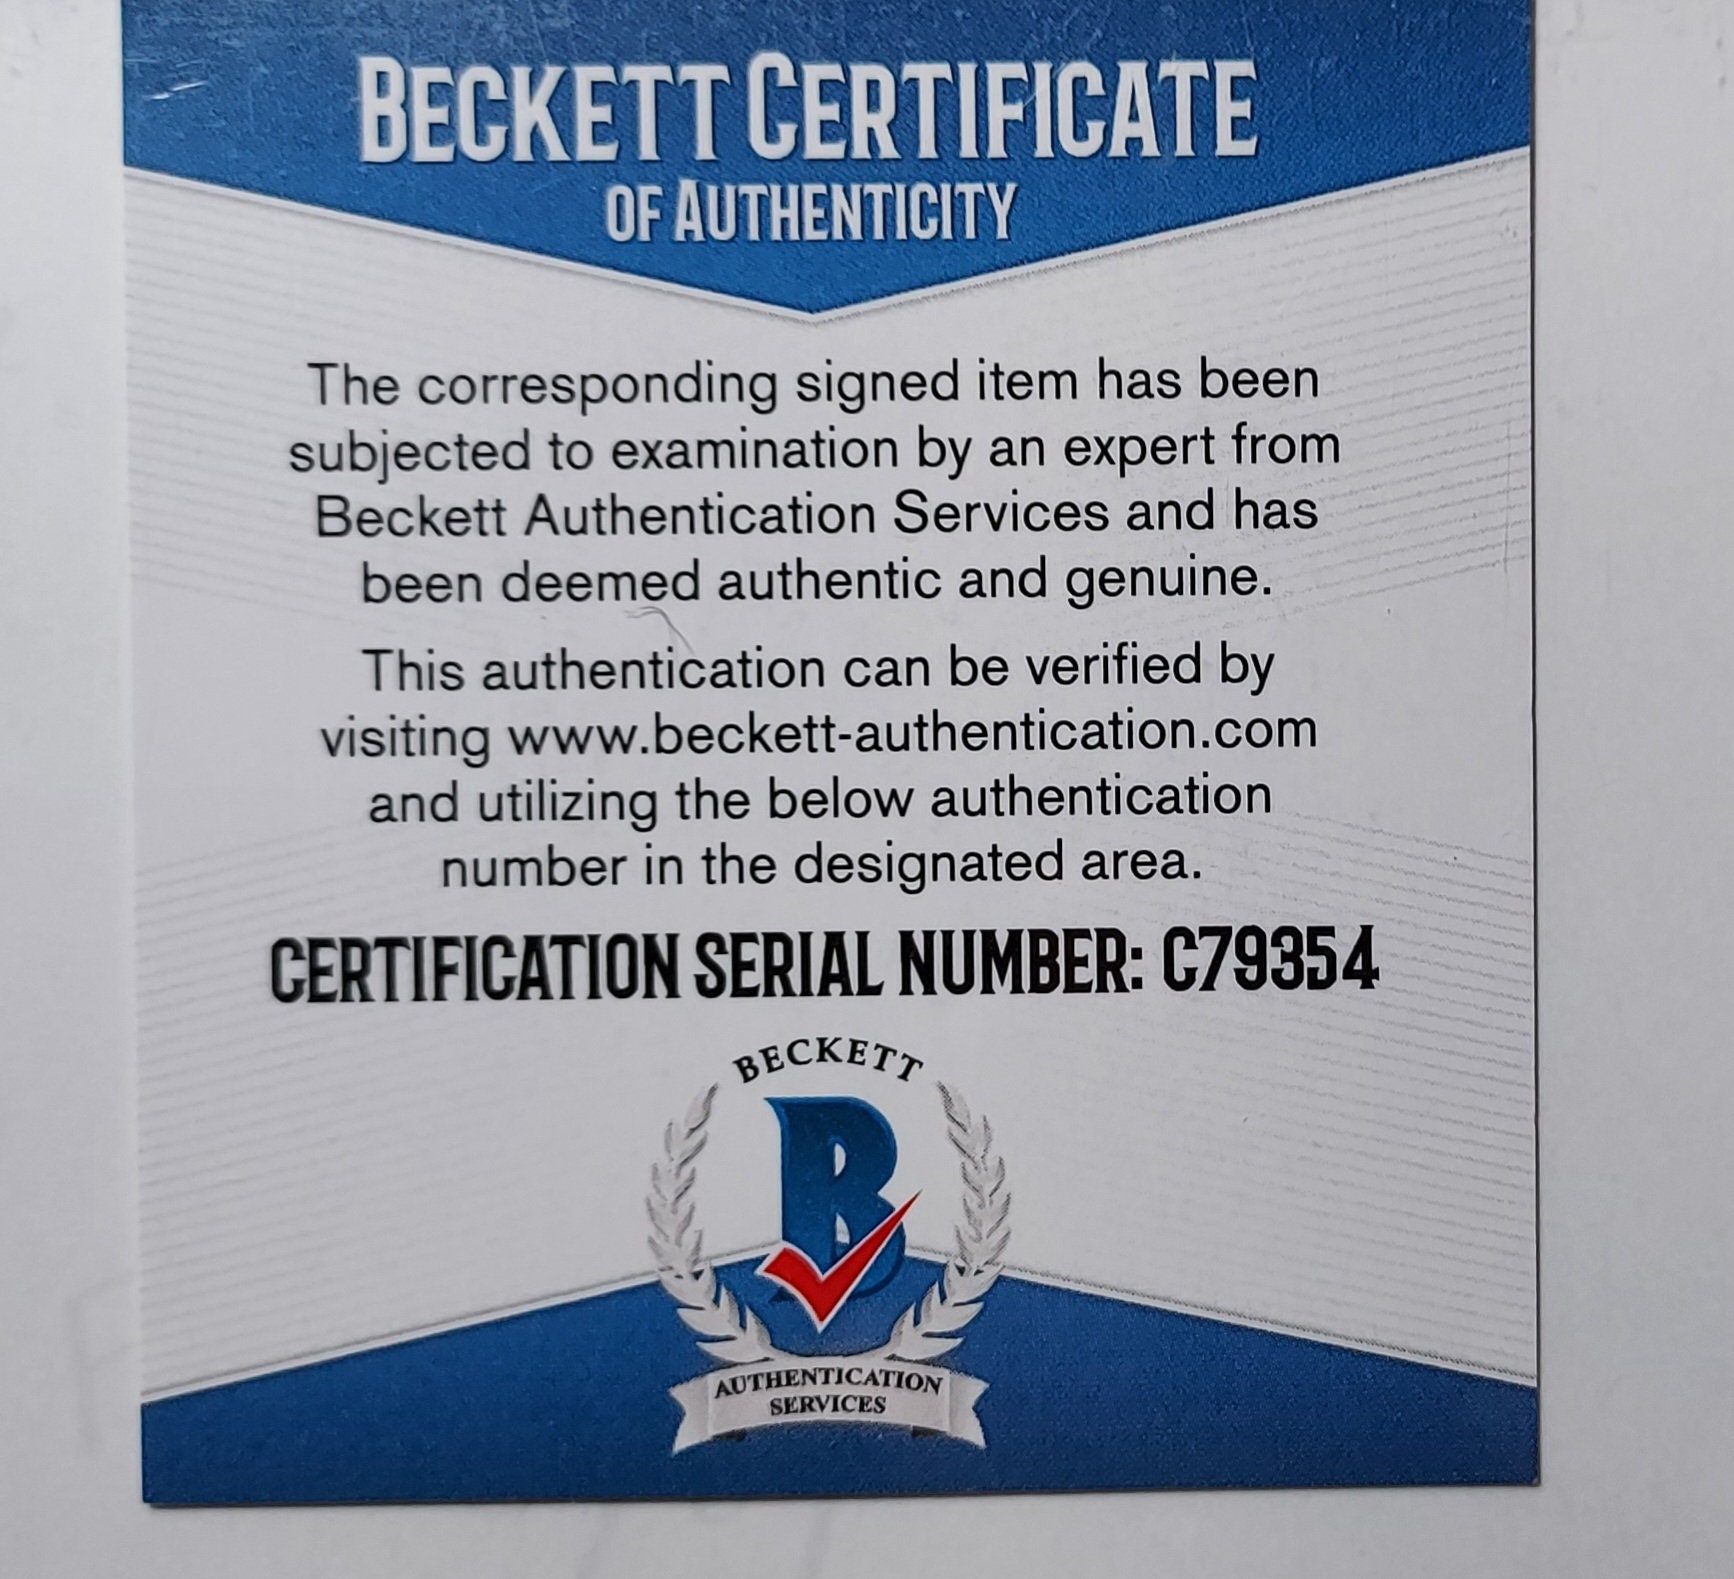 BECKETT CERTIFICATE
OF AUTHENTICITY
The corresponding signed item has been
subjected to examination by an expert from
Beckett Authentication Services and has
been deemed authentic and genuine.
This authentication can be verified by
visiting www.beckett-authentication.com
and utilizing the below authentication
number in the designated area.
CERTIFICATION SERIAL NUMBER: C79354
BECKETT
B
AUTHENTICATION
SERVICES